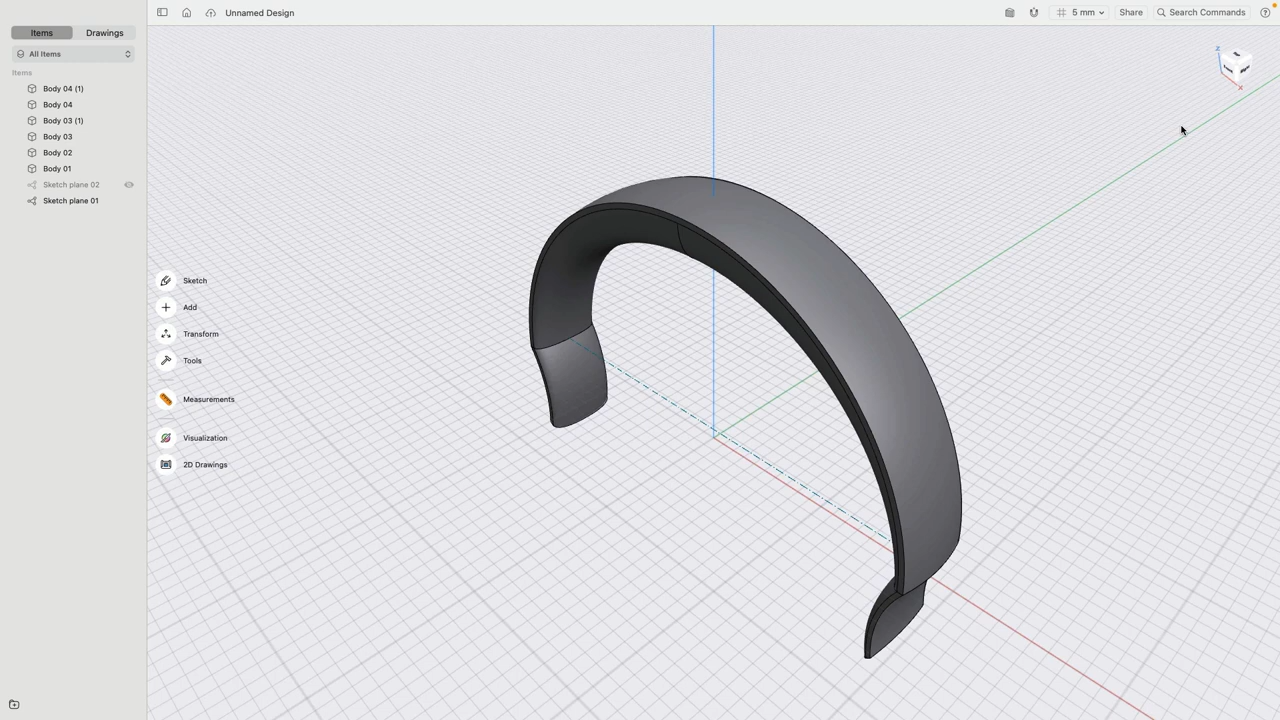 Unnamed Design
5 mm
Share
Search Commands
Items
Drawings
All Items
Items
Body 04 (1)
Body 04
Body 03 (1)
Body 03
Body 02
Body 01
Sketch plane 02
Sketch plane 01
Sketch
Add
Transform
Tools
Measurements
Visualization
2D Drawings
Z
X